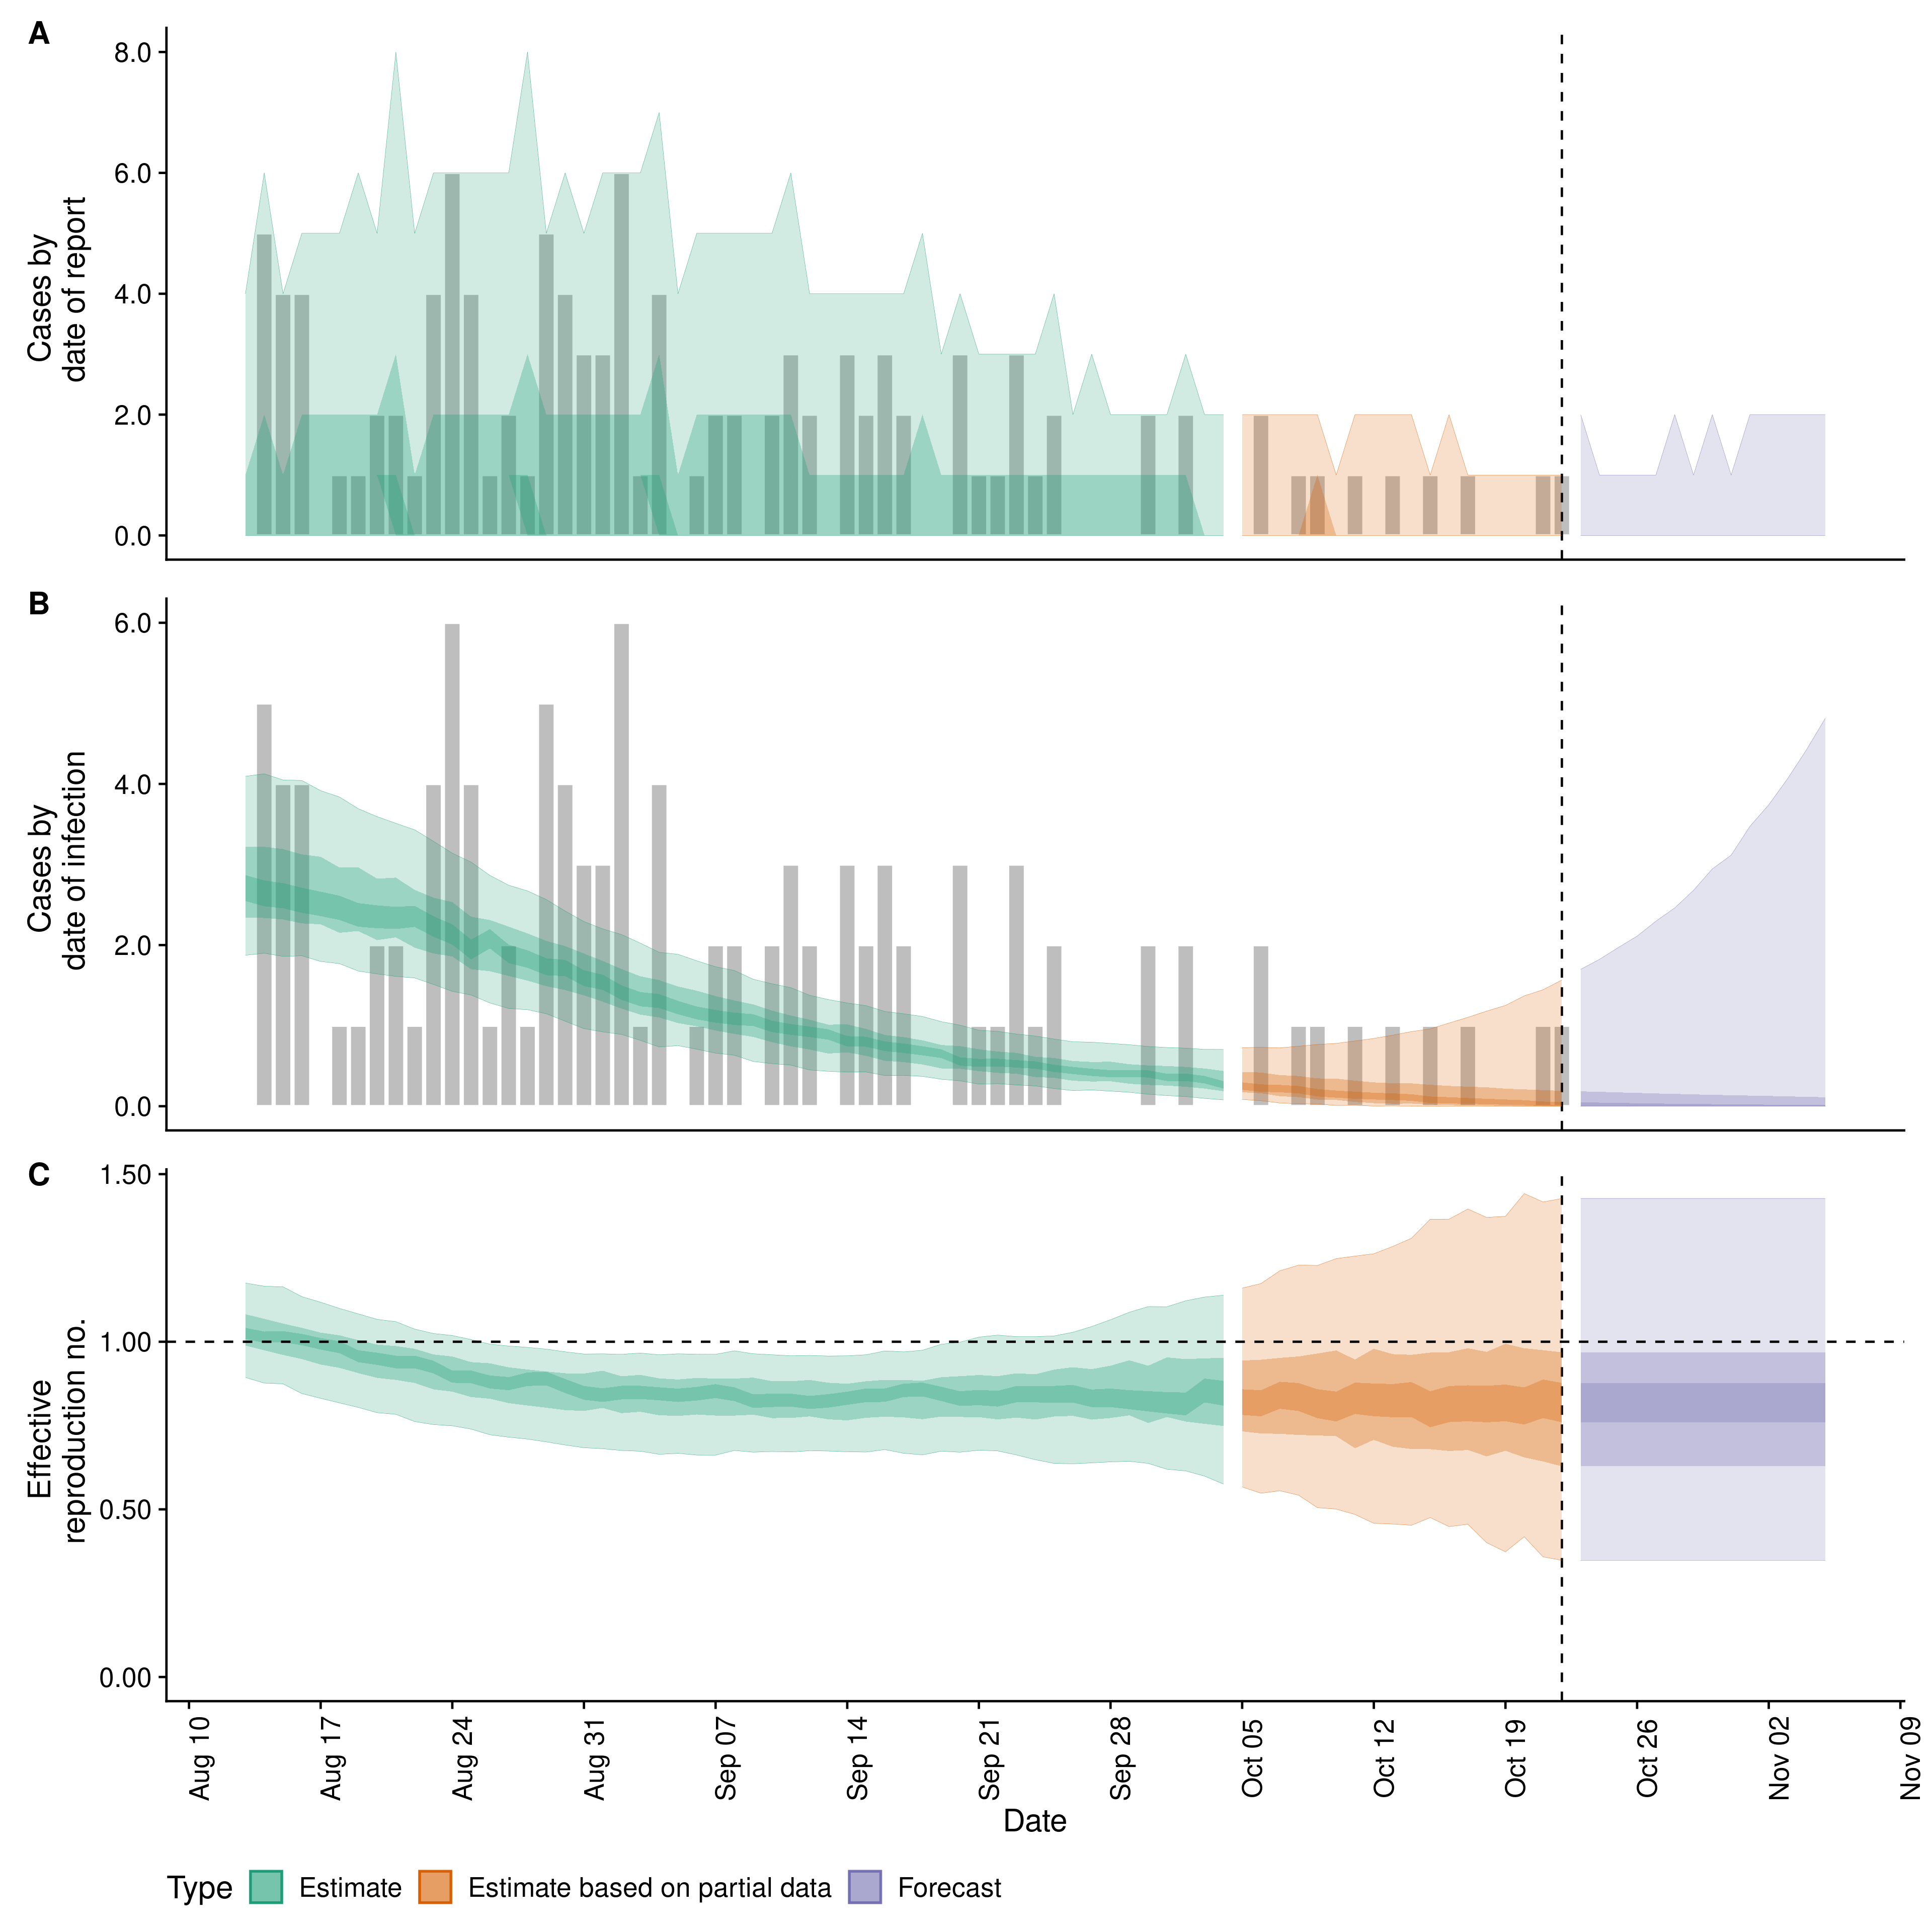 A
8.0
6.0
4.0
2.0
0.0
Cases by
date of report
B
6.0
4.0
2.0
0.0
Cases by
date of infection
C
1.50
1.00
0.50
0.00
Effective
reproduction no.
Aug 10
Aug 17
Aug 24
Aug 31
Sep 07
Sep 14
Sep 21
Sep 28
Oct 05
Oct 12
Oct 19
Oct 26
Nov 02
Nov 09
Date
Type Estimate Estimate based on partial data Forecast